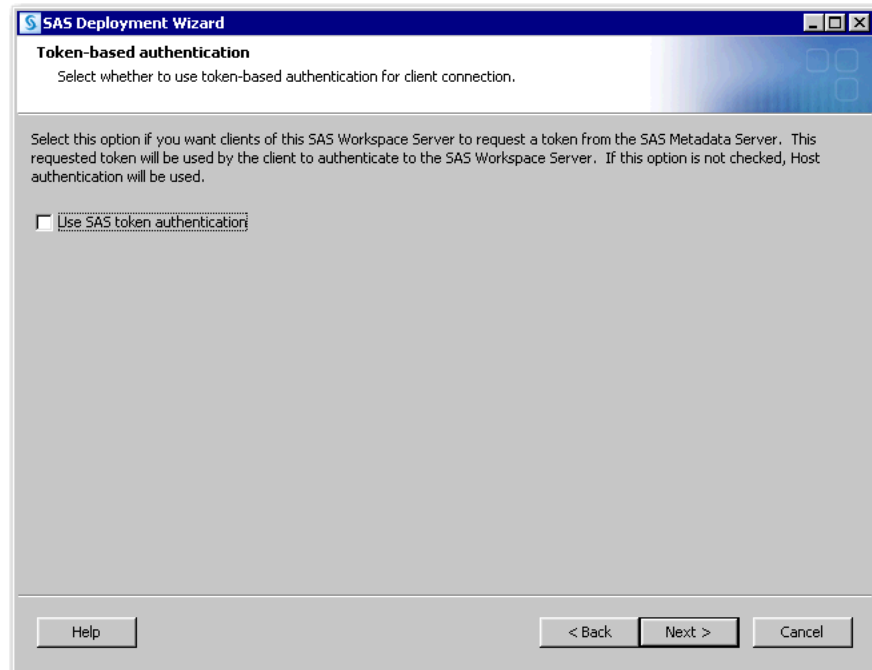 SAS Deployment Wizard
Token-based authentication
Select whether to use token-based authentication for client connection.
Select this option if you want clients of this SAS Workspace Server to request a token from the SAS Metadata Server. This
requested token will be used by the client to authenticate to the SAS Workspace Server. If this option is not checked, Host
authentication will be used.
Use SAS token authentication
Help
< Back
Next >
Cancel